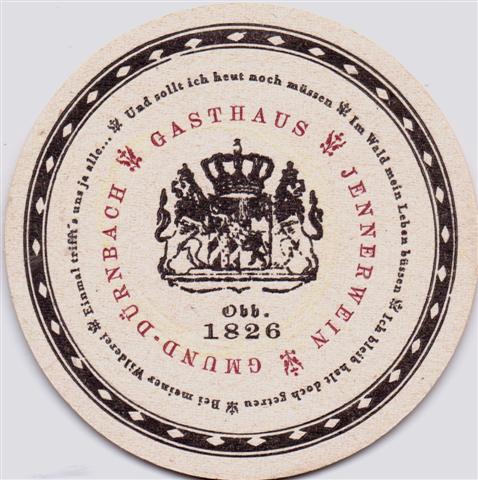 Und sollt ich heut noch müssen ❦ Im Wald mein Leben büssen ❦ Ich bleib halt doch getreu ❦ Bei meiner Wilderei ❦ Einmal trifft's uns ja alle... ❦
GASTHAUS ❦ JENNERWEIN ❦ GMUND-DÜRNBACH ❦
Obb.
1826